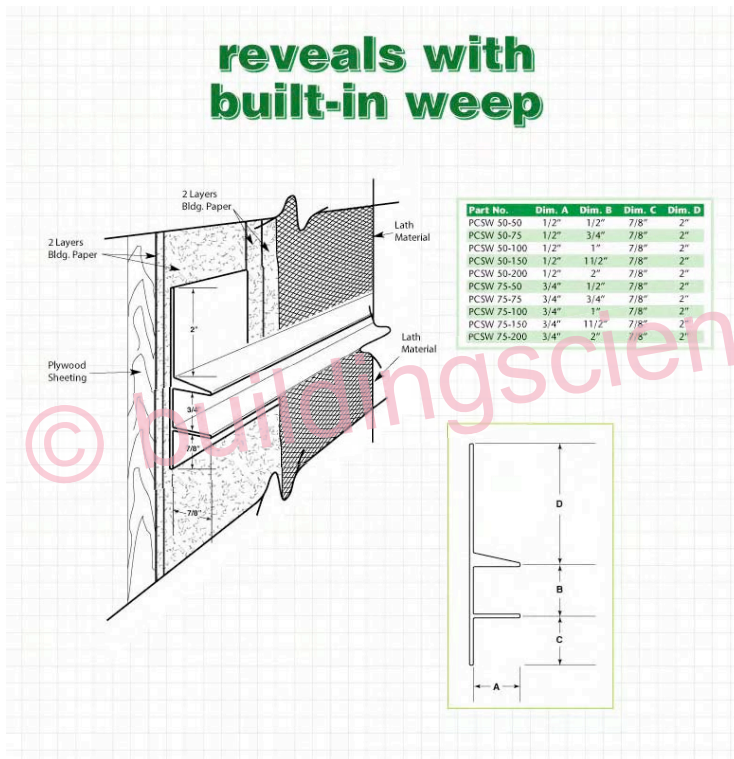 reveals with
built-in weep
2 Layers
Bldg. Paper
2 Layers
Bldg. Paper
Lath
Material
2"
Lath
Material
Plywood
Sheeting
3/4"
7/8"
7/8"
Part No. Dim. A Dim. B Dim. C Dim. D
PCSW 50-50 1/2" 1/2" 7/8" 2"
PCSW 50-75 1/2" 3/4" 7/8" 2"
PCSW 50-100 1/2" 1" 7/8" 2"
PCSW 50-150 1/2" 11/2" 7/8" 2"
PCSW 50-200 1/2" 2" 7/8" 2"
PCSW 75-50 3/4" 1/2" 7/8" 2"
PCSW 75-75 3/4" 3/4" 7/8" 2"
PCSW 75-100 3/4" 1" 7/8" 2"
PCSW 75-150 3/4" 11/2" 7/8" 2"
PCSW 75-200 3/4" 2" 7/8" 2"
© buildingscien
D
B
C
A